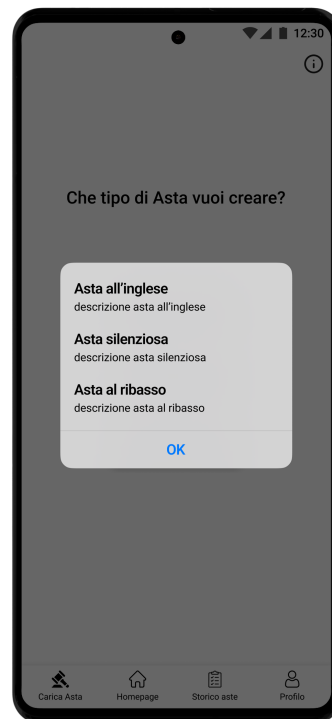 12:30
Che tipo di Asta vuoi creare?
Asta all’inglese
descrizione asta all’inglese
Asta silenziosa
descrizione asta silenziosa
Asta al ribasso
descrizione asta al ribasso
OK
Carica Asta Homepage Storico aste Profilo